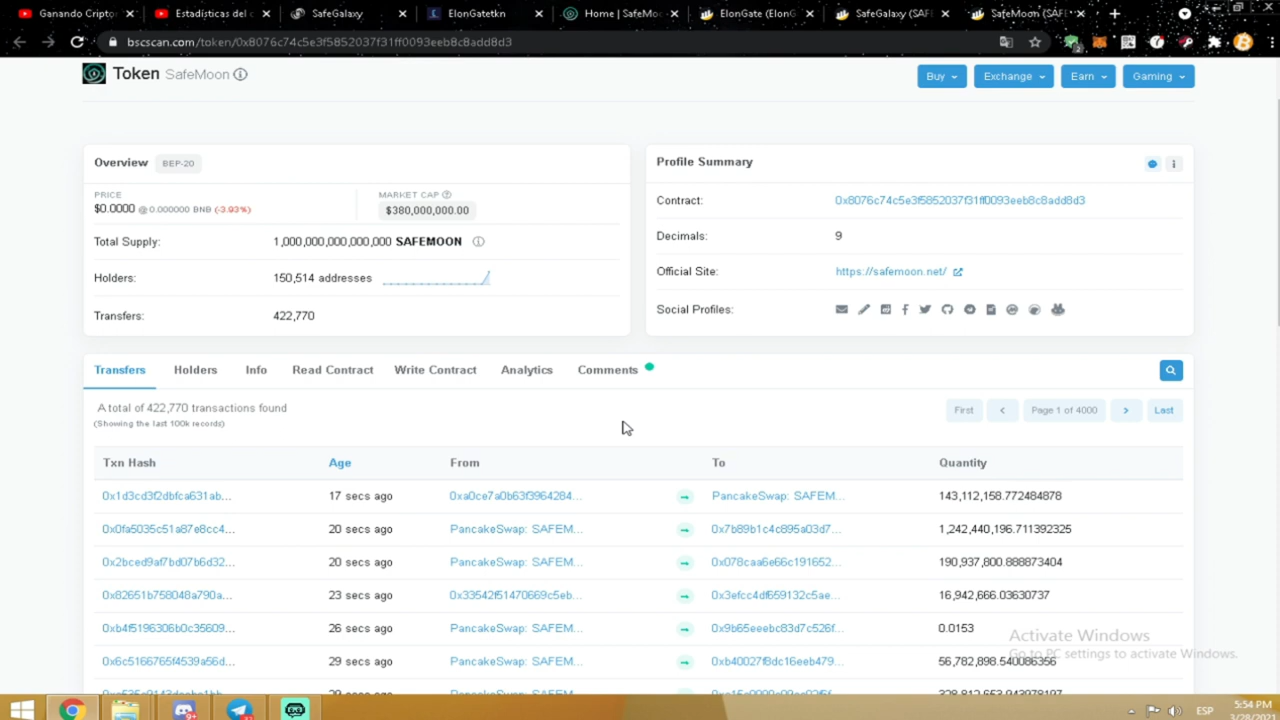 Ganando Cripto
Estadísticas del c
SafeGalaxy
ElonGatetkn
Home | SafeMoo
ElonGate (ElonG
SafeGalaxy (SAF
SafeMoon (SAFE
bscscan.com/token/0x8076c74c5e3f5852037f31ff0093eeb8c8add8d3
Token SafeMoon
Buy
Exchange
Earn
Gaming
Overview BEP-20
PRICE
$0.0000 @ 0.000000 BNB (-3.93%)
MARKET CAP
$380,000,000.00
Total Supply: 1,000,000,000,000,000 SAFEMOON
Holders: 150,514 addresses
Transfers: 422,770
Profile Summary
Contract: 0x8076c74c5e3f5852037f31ff0093eeb8c8add8d3
Decimals: 9
Official Site: https://safemoon.net/
Social Profiles:
Transfers Holders Info Read Contract Write Contract Analytics Comments
A total of 422,770 transactions found
(Showing the last 100k records)
First < Page 1 of 4000 > Last
Txn Hash Age From To Quantity
0x1d3cd3f2dbfca631ab... 17 secs ago 0xa0ce7a0b63f3964284... PancakeSwap: SAFEM... 143,112,158.772484878
0x0fa5035c51a87e8cc4... 20 secs ago PancakeSwap: SAFEM... 0x7b89b1c4c895a03d7... 1,242,440,196.711392325
0x2bced9af7bd07b6d32... 20 secs ago PancakeSwap: SAFEM... 0x078caa6e66c191652... 190,937,800.888873404
0x82651b758048a790a... 23 secs ago 0x33542f51470669c5eb... 0x3efcc4df659132c5ae... 16,942,666.03630737
0xb4f5196306b0c35609... 26 secs ago PancakeSwap: SAFEM... 0x9b65eeebc83d7c526f... 0.0153
0x6c5166765f4539a56d... 29 secs ago PancakeSwap: SAFEM... 0xb40027f8dc16eeb479... 56,782,898.540086356
Activate Windows
Go to PC settings to activate Windows.
ESP
5:54 PM
3/28/2021